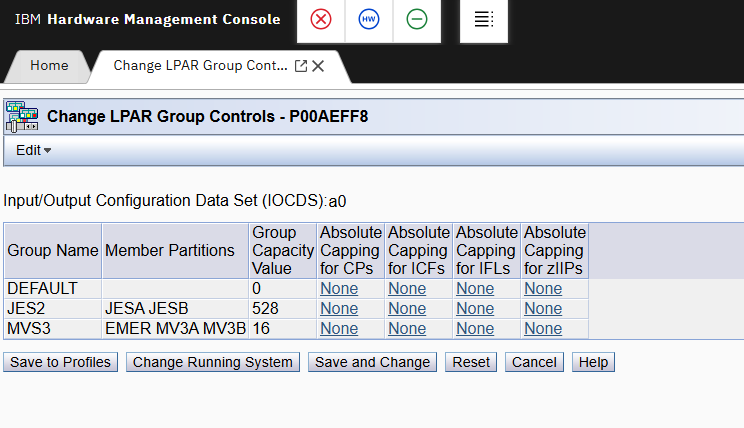 IBM Hardware Management Console
HW
Home
Change LPAR Group Cont...
Change LPAR Group Controls - P00AEFF8
Edit
Input/Output Configuration Data Set (IOCDS):a0
Group Name Member Partitions Group Capacity Value Absolute Capping for CPs Absolute Capping for ICFs Absolute Capping for IFLs Absolute Capping for zIIPs
DEFAULT 0 None None None None
JES2 JESA JESB 528 None None None None
MVS3 EMER MV3A MV3B 16 None None None None
Save to Profiles Change Running System Save and Change Reset Cancel Help